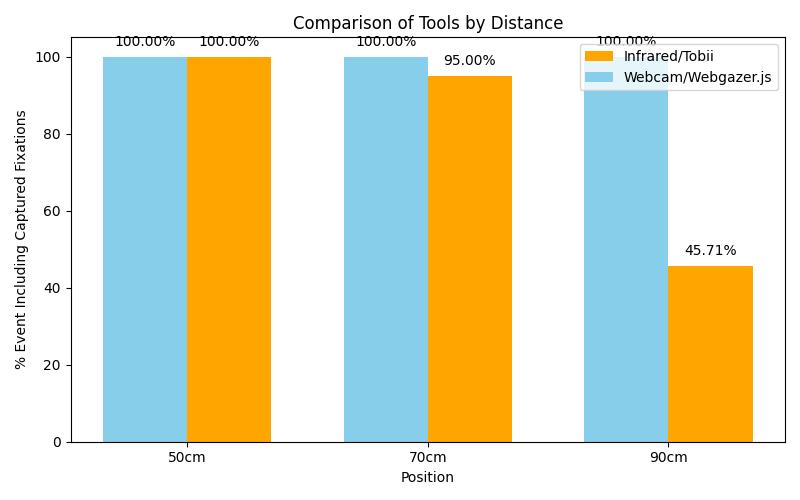 Comparison of Tools by Distance
100.00%
100.00%
100.00%
95.00%
100.00%
45.71%
Infrared/Tobii
Webcam/Webgazer.js
% Event Including Captured Fixations
100
80
60
40
20
0
50cm
70cm
90cm
Position